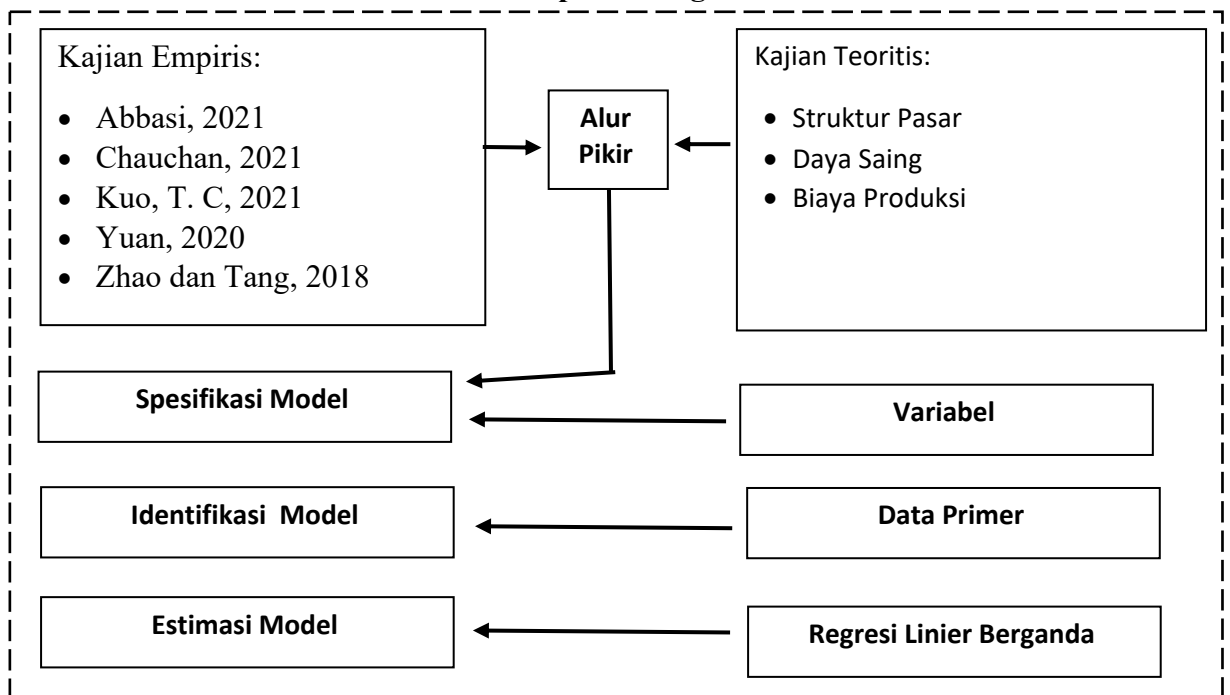 Kajian Empiris:
• Abbasi, 2021
• Chauchan, 2021
• Kuo, T. C, 2021
• Yuan, 2020
• Zhao dan Tang, 2018
Alur
Pikir
Kajian Teoritis:
• Struktur Pasar
• Daya Saing
• Biaya Produksi
Spesifikasi Model
Variabel
Identifikasi Model
Data Primer
Estimasi Model
Regresi Linier Berganda